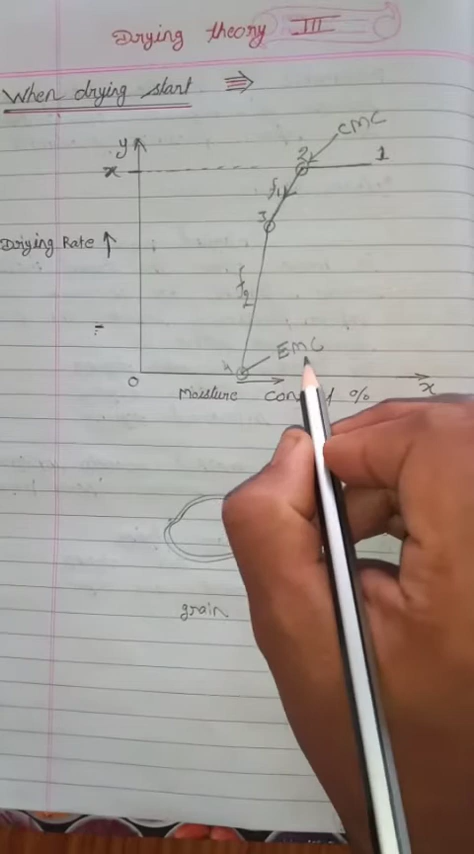 Drying theory III
When drying start ⇛
y
x
2
CMC
1
f1
3
Drying Rate ↑
f2
EMC
4
0
Moisture con t %
x
grain